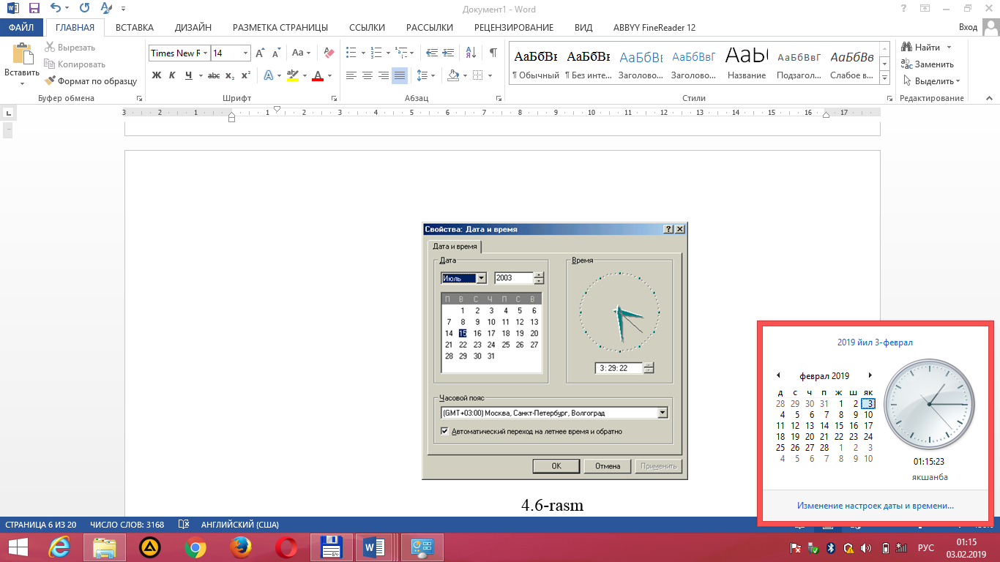 Документ1 - Word
ФАЙЛ ГЛАВНАЯ ВСТАВКА ДИЗАЙН РАЗМЕТКА СТРАНИЦЫ ССЫЛКИ РАССЫЛКИ РЕЦЕНЗИРОВАНИЕ ВИД ABBYY FineReader 12 Вход
Вставить
Вырезать
Копировать
Формат по образцу
Буфер обмена
Times New R 14
Aa
Ж К Ч abc x₂ x²
Шрифт
Абзац
АаБбВı АаБбВı АаБбВв АаБбВвГ АаЬ АаБбВвГ АаБбВв
¶ Обычный ¶ Без инте... Заголово... Заголово... Название Подзагол... Слабое в...
Стили
Найти
Заменить
Выделить
Редактирование
3 2 1 1 2 3 4 5 6 7 8 9 10 11 12 13 14 15 16 17
Свойства: Дата и время
Дата и время
Дата
Июль 2003
П В С Ч П С В
1 2 3 4 5 6
7 8 9 10 11 12 13
14 15 16 17 18 19 20
21 22 23 24 25 26 27
28 29 30 31
Время
3:29:22
Часовой пояс
(GMT+03:00) Москва, Санкт-Петербург, Волгоград
Автоматический переход на летнее время и обратно
ОК Отмена Применить
4.6-rasm
2019 йил 3-феврал
феврал 2019
д с ч п ж ш як
28 29 30 31 1 2 3
4 5 6 7 8 9 10
11 12 13 14 15 16 17
18 19 20 21 22 23 24
25 26 27 28 1 2 3
4 5 6 7 8 9 10
01:15:23
якшанба
Изменение настроек даты и времени...
СТРАНИЦА 6 ИЗ 20 ЧИСЛО СЛОВ: 3168 АНГЛИЙСКИЙ (США)
64
РУС
01:15
03.02.2019